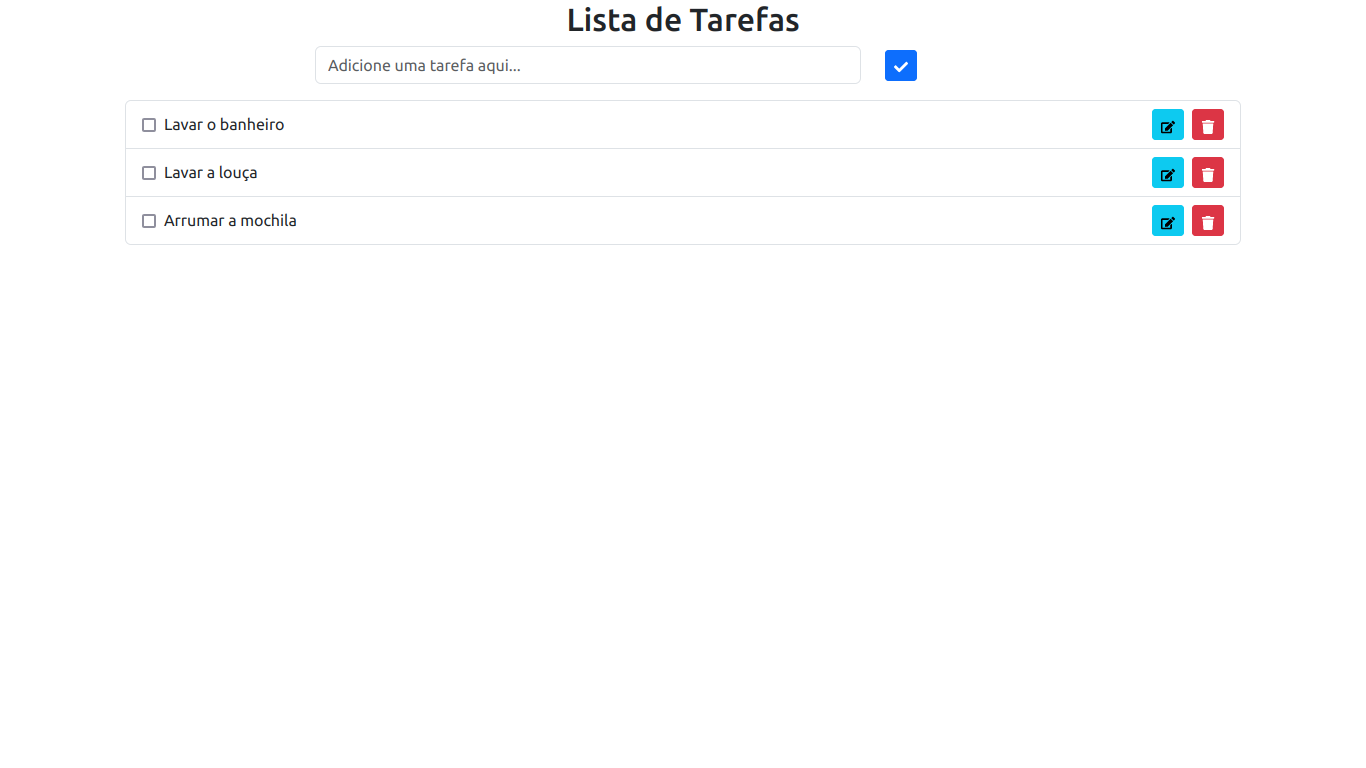 Lista de Tarefas
Adicione uma tarefa aqui...
Lavar o banheiro
Lavar a louça
Arrumar a mochila